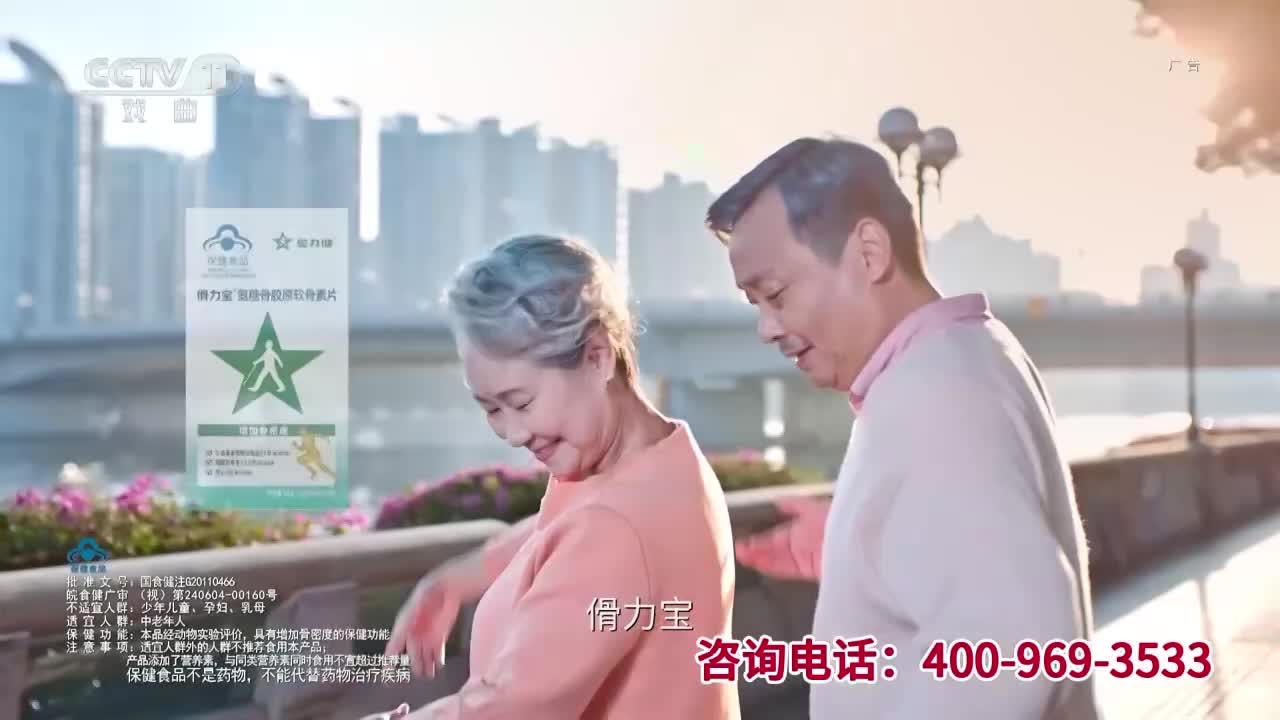 CCTV 11
戏曲
广告
保健食品
骨力健
傦力宝®氨糖骨胶原软骨素片
增加骨密度
保健食品
批准文号：国食健注G20110466
皖食健广审（视）第240604-00160号
不适宜人群：少年儿童、孕妇、乳母
适宜人群：中老年人
保健功能：本品经动物实验评价，具有增加骨密度的保健功能
注意事项：适宜人群外的人群不推荐食用本产品；
产品添加了营养素，与同类营养素同时食用不宜超过推荐量
保健食品不是药物，不能代替药物治疗疾病
傦力宝
咨询电话：400-969-3533